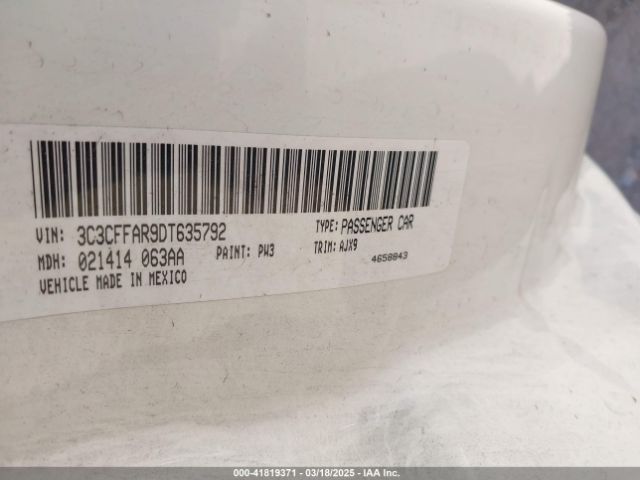 VIN: 3C3CFFAR9DT635792 TYPE: PASSENGER CAR
MDH: 021414 063AA PAINT: PW3 TRIM: AJX9
VEHICLE MADE IN MEXICO 4658843
000-41819371 - 03/18/2025 - IAA Inc.